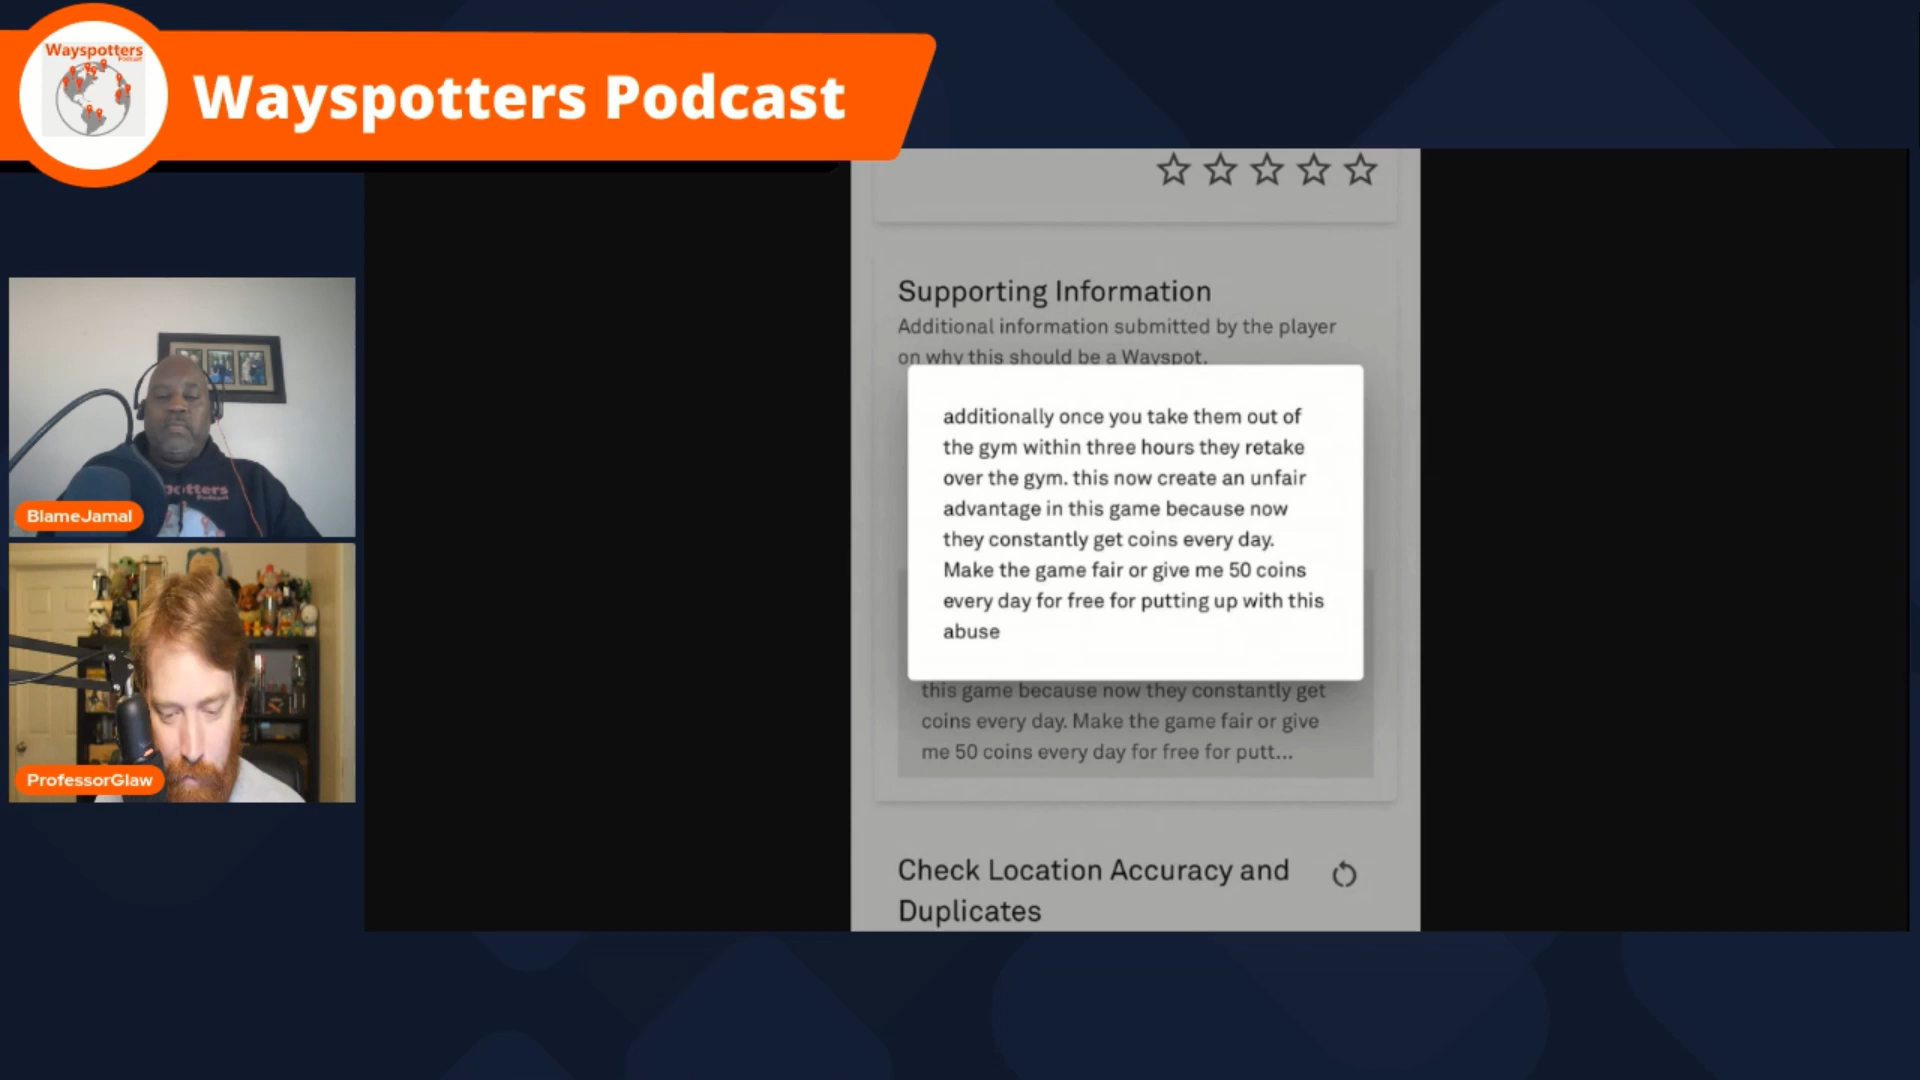 Wayspotters
Podcast
Wayspotters Podcast
Supporting Information
Additional information submitted by the player
on why this should be a Wayspot.
additionally once you take them out of
the gym within three hours they retake
over the gym. this now create an unfair
advantage in this game because now
they constantly get coins every day.
Make the game fair or give me 50 coins
every day for free for putting up with this
abuse
this game because now they constantly get
coins every day. Make the game fair or give
me 50 coins every day for free for putt...
Check Location Accuracy and
Duplicates
potters
Podcast
BlameJamal
ProfessorGlaw